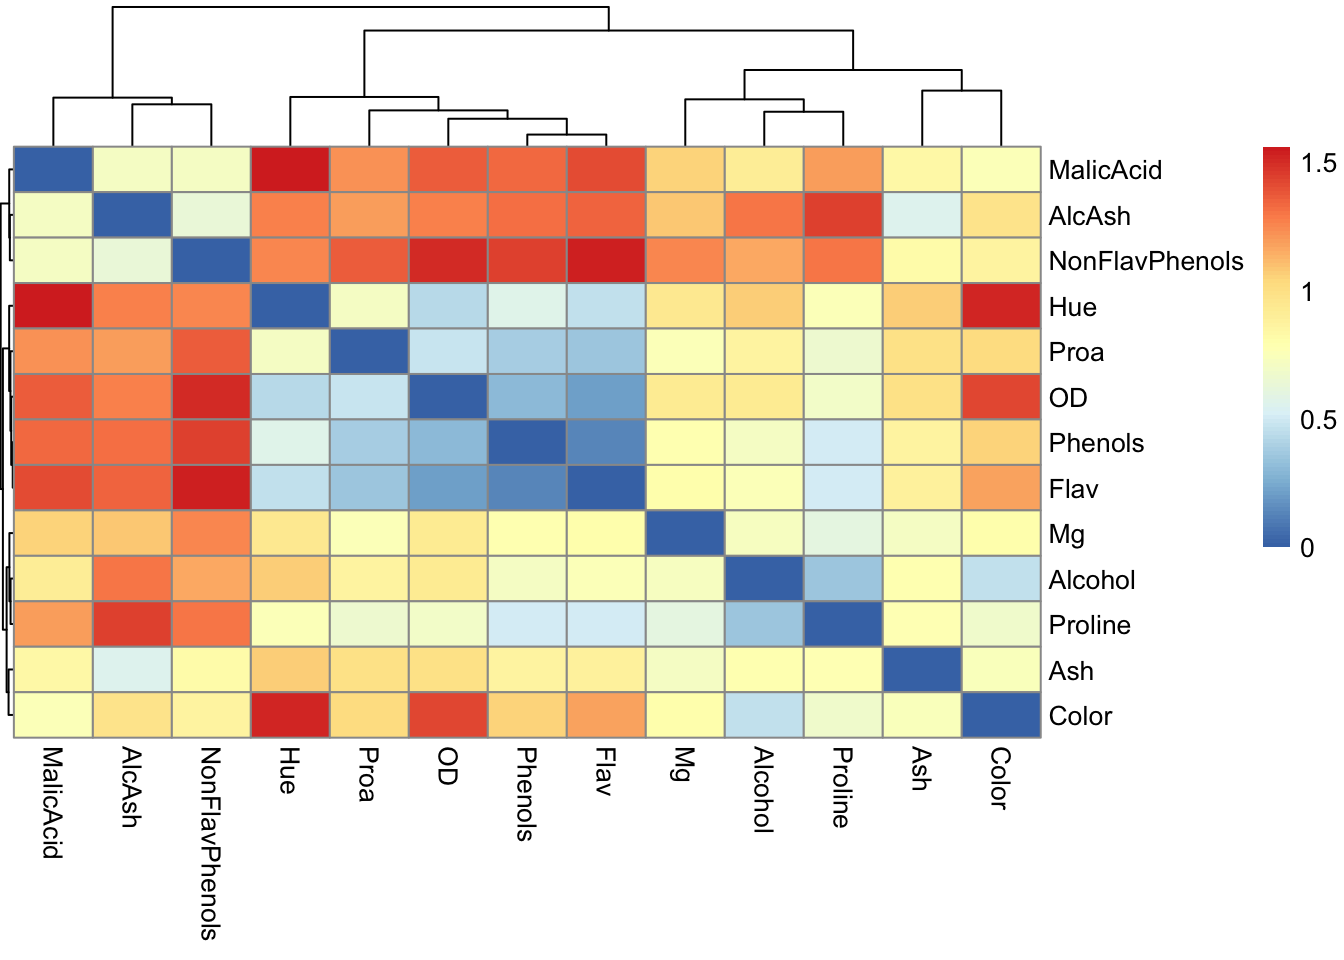 MalicAcid
AlcAsh
NonFlavPhenols
Hue
Proa
OD
Phenols
Flav
Mg
Alcohol
Proline
Ash
Color
1.5
1
0.5
0
MalicAcid
AlcAsh
NonFlavPhenols
Hue
Proa
OD
Phenols
Flav
Mg
Alcohol
Proline
Ash
Color